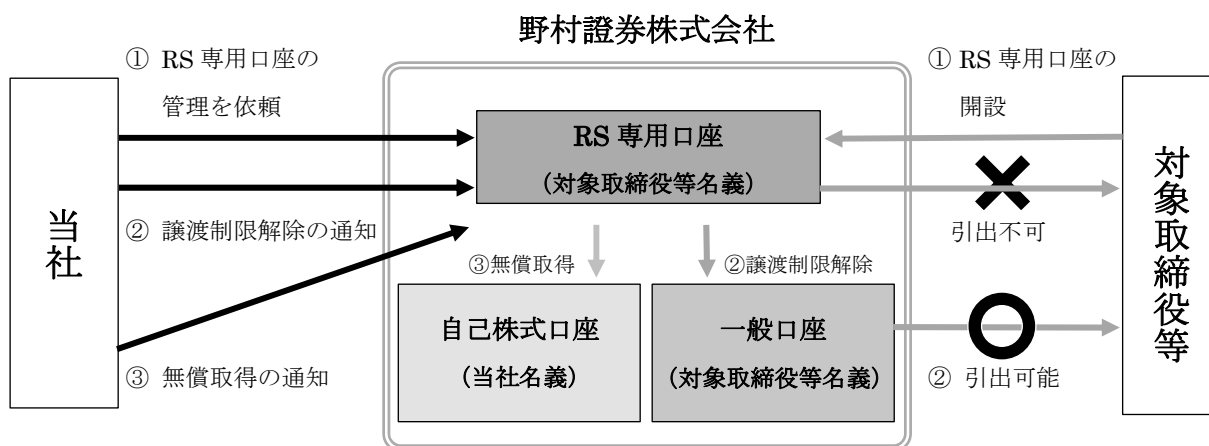 野村證券株式会社
① RS 専用口座の
管理を依頼
② 譲渡制限解除の通知
③ 無償取得の通知
当社
RS 専用口座
(対象取締役等名義)
③無償取得
②譲渡制限解除
自己株式口座
(当社名義)
一般口座
(対象取締役等名義)
① RS 専用口座の
開設
引出不可
② 引出可能
対象取締役等